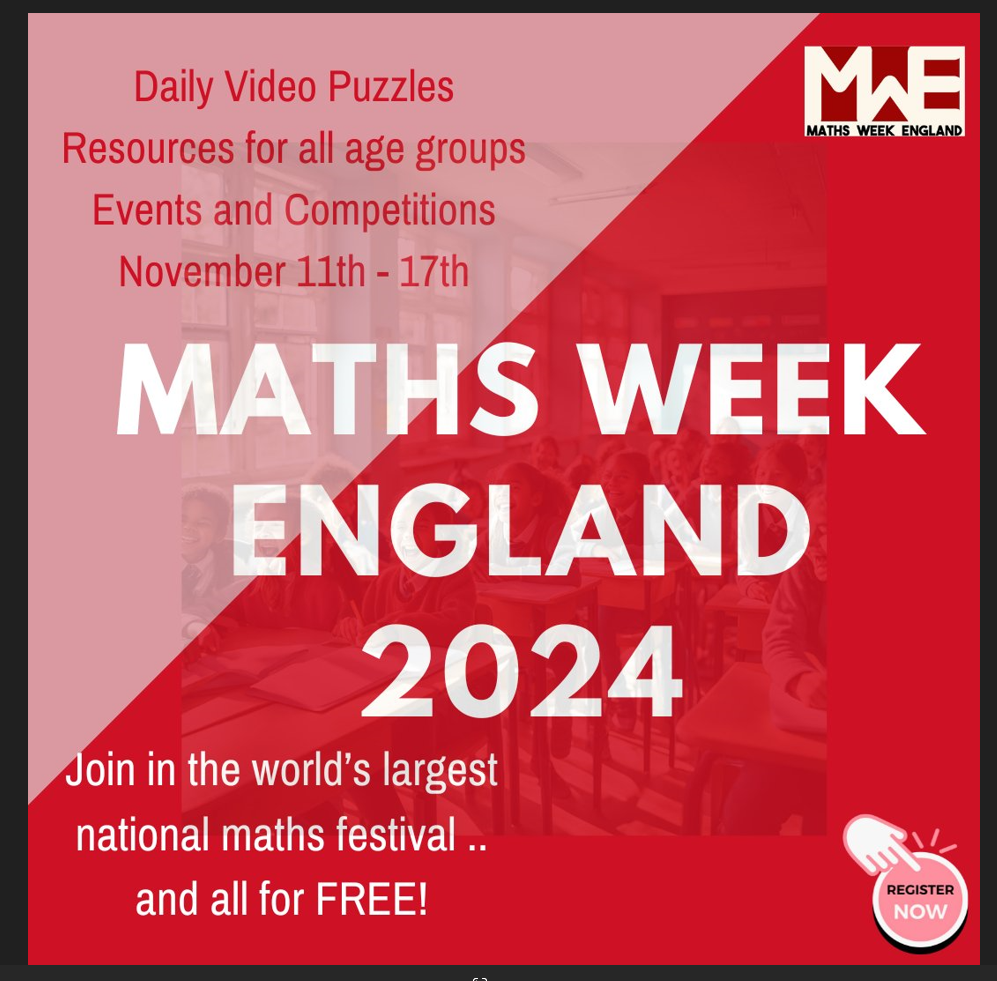 MWE
MATHS WEEK ENGLAND
Daily Video Puzzles
Resources for all age groups
Events and Competitions
November 11th - 17th
MATHS WEEK
ENGLAND
2024
Join in the world’s largest
national maths festival ..
and all for FREE!
REGISTER
NOW